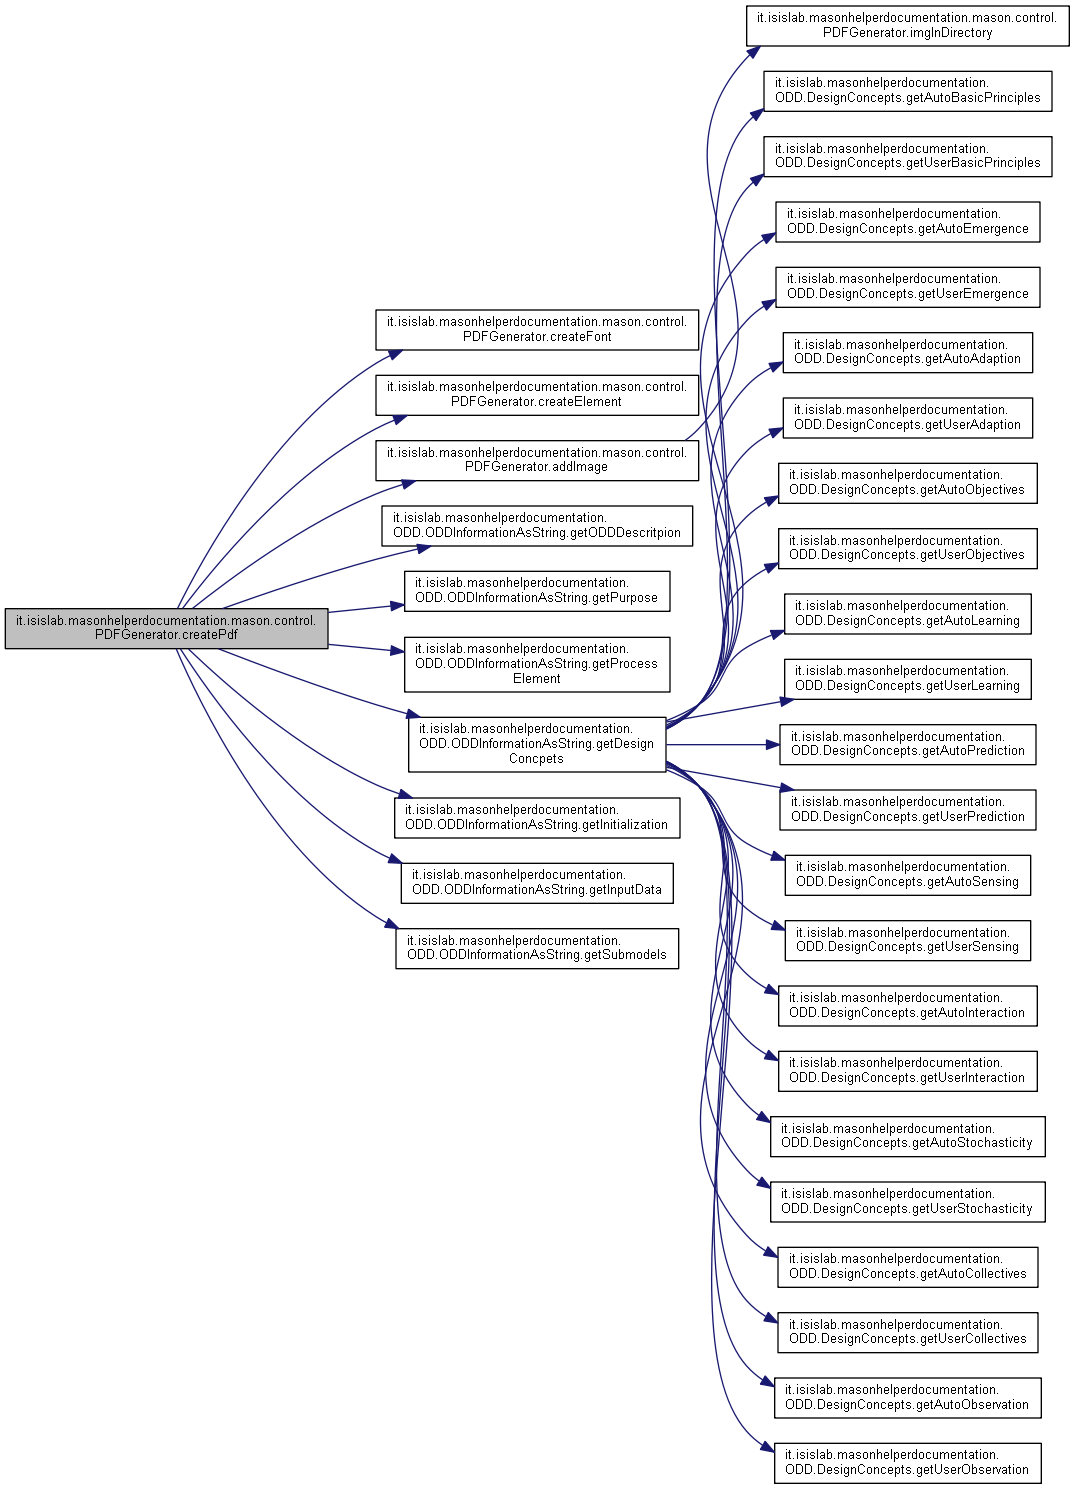 it.isislab.masonhelperdocumentation.mason.control.
PDFGenerator.createPdf
it.isislab.masonhelperdocumentation.mason.control.
PDFGenerator.createFont
it.isislab.masonhelperdocumentation.mason.control.
PDFGenerator.createElement
it.isislab.masonhelperdocumentation.mason.control.
PDFGenerator.addImage
it.isislab.masonhelperdocumentation.
ODD.ODDInformationAsString.getODDDescritpion
it.isislab.masonhelperdocumentation.
ODD.ODDInformationAsString.getPurpose
it.isislab.masonhelperdocumentation.
ODD.ODDInformationAsString.getProcess
Element
it.isislab.masonhelperdocumentation.
ODD.ODDInformationAsString.getDesign
Concpets
it.isislab.masonhelperdocumentation.
ODD.ODDInformationAsString.getInitialization
it.isislab.masonhelperdocumentation.
ODD.ODDInformationAsString.getInputData
it.isislab.masonhelperdocumentation.
ODD.ODDInformationAsString.getSubmodels
it.isislab.masonhelperdocumentation.mason.control.
PDFGenerator.imgInDirectory
it.isislab.masonhelperdocumentation.
ODD.DesignConcepts.getAutoBasicPrinciples
it.isislab.masonhelperdocumentation.
ODD.DesignConcepts.getUserBasicPrinciples
it.isislab.masonhelperdocumentation.
ODD.DesignConcepts.getAutoEmergence
it.isislab.masonhelperdocumentation.
ODD.DesignConcepts.getUserEmergence
it.isislab.masonhelperdocumentation.
ODD.DesignConcepts.getAutoAdaption
it.isislab.masonhelperdocumentation.
ODD.DesignConcepts.getUserAdaption
it.isislab.masonhelperdocumentation.
ODD.DesignConcepts.getAutoObjectives
it.isislab.masonhelperdocumentation.
ODD.DesignConcepts.getUserObjectives
it.isislab.masonhelperdocumentation.
ODD.DesignConcepts.getAutoLearning
it.isislab.masonhelperdocumentation.
ODD.DesignConcepts.getUserLearning
it.isislab.masonhelperdocumentation.
ODD.DesignConcepts.getAutoPrediction
it.isislab.masonhelperdocumentation.
ODD.DesignConcepts.getUserPrediction
it.isislab.masonhelperdocumentation.
ODD.DesignConcepts.getAutoSensing
it.isislab.masonhelperdocumentation.
ODD.DesignConcepts.getUserSensing
it.isislab.masonhelperdocumentation.
ODD.DesignConcepts.getAutoInteraction
it.isislab.masonhelperdocumentation.
ODD.DesignConcepts.getUserInteraction
it.isislab.masonhelperdocumentation.
ODD.DesignConcepts.getAutoStochasticity
it.isislab.masonhelperdocumentation.
ODD.DesignConcepts.getUserStochasticity
it.isislab.masonhelperdocumentation.
ODD.DesignConcepts.getAutoCollectives
it.isislab.masonhelperdocumentation.
ODD.DesignConcepts.getUserCollectives
it.isislab.masonhelperdocumentation.
ODD.DesignConcepts.getAutoObservation
it.isislab.masonhelperdocumentation.
ODD.DesignConcepts.getUserObservation